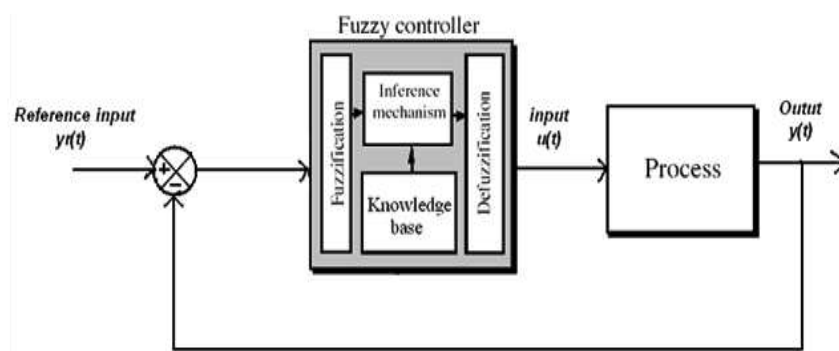 Fuzzy controller
Reference input
yr(t)
+
−
Fuzzification
Inference
mechanism
Knowledge
base
Defuzzification
input
u(t)
Process
Outut
y(t)